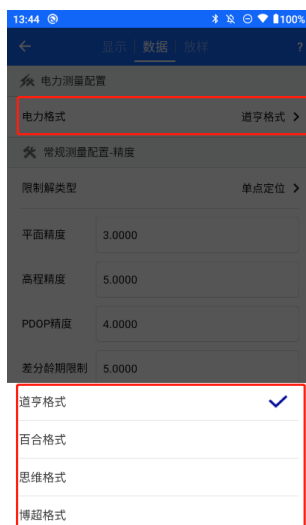 13:44 100%
显示 数据 放样 ?
电力测量配置
电力格式 道亨格式
常规测量配置-精度
限制解类型 单点定位
平面精度 3.0000
高程精度 5.0000
PDOP精度 4.0000
差分龄期限制 5.0000
道亨格式
百合格式
思维格式
博超格式